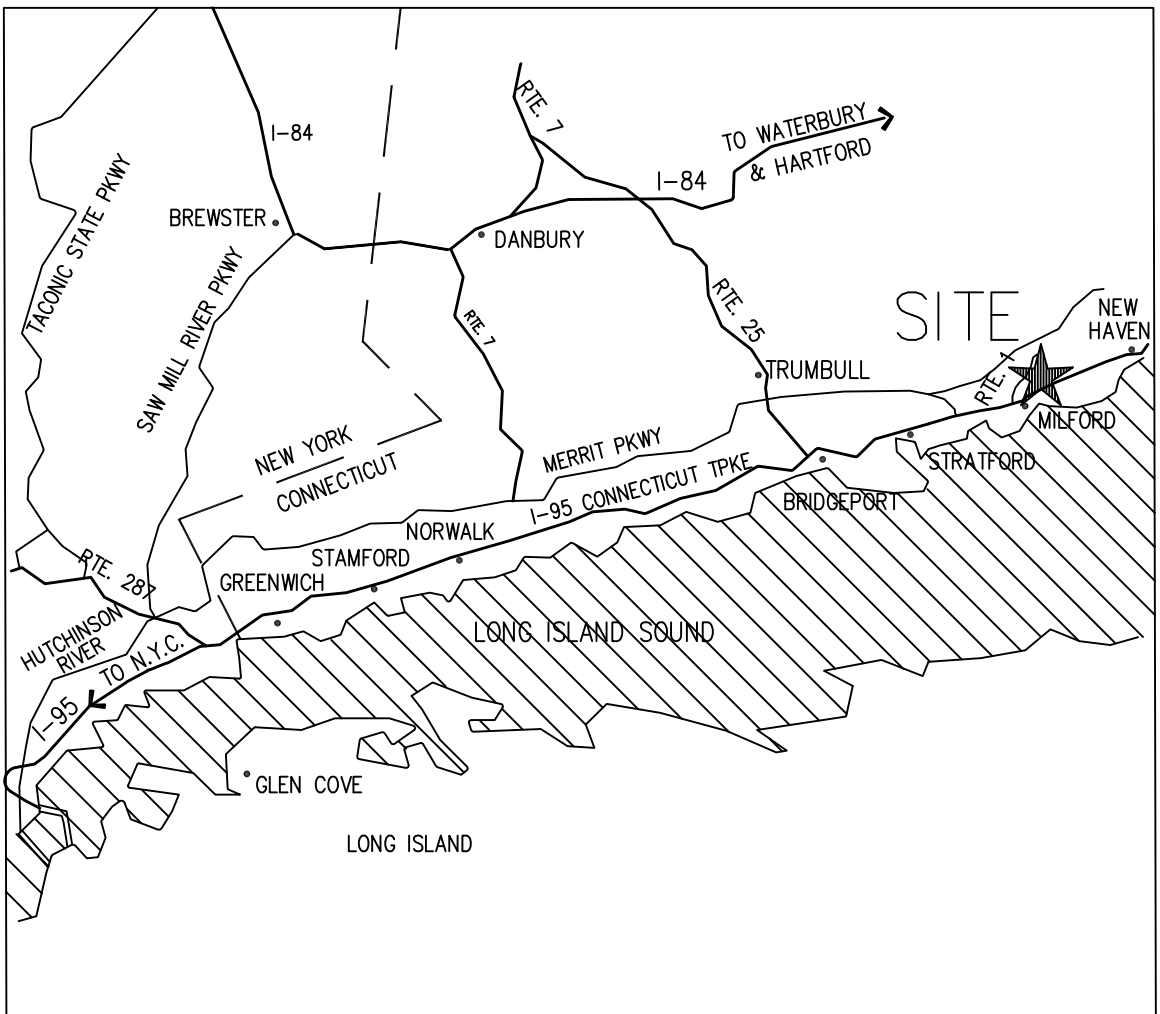 RTE. 7
TO WATERBURY
& HARTFORD
I-84
I-84
TACONIC STATE PKWY
BREWSTER
DANBURY
SAW MILL RIVER PKWY
RTE. 7
RTE. 25
SITE
NEW
HAVEN
TRUMBULL
RTE. 1
MILFORD
NEW YORK
CONNECTICUT
MERRIT PKWY
STRATFORD
I-95 CONNECTICUT TPKE
BRIDGEPORT
NORWALK
STAMFORD
GREENWICH
RTE. 287
HUTCHINSON
RIVER
LONG ISLAND SOUND
TO N.Y.C.
I-95
GLEN COVE
LONG ISLAND